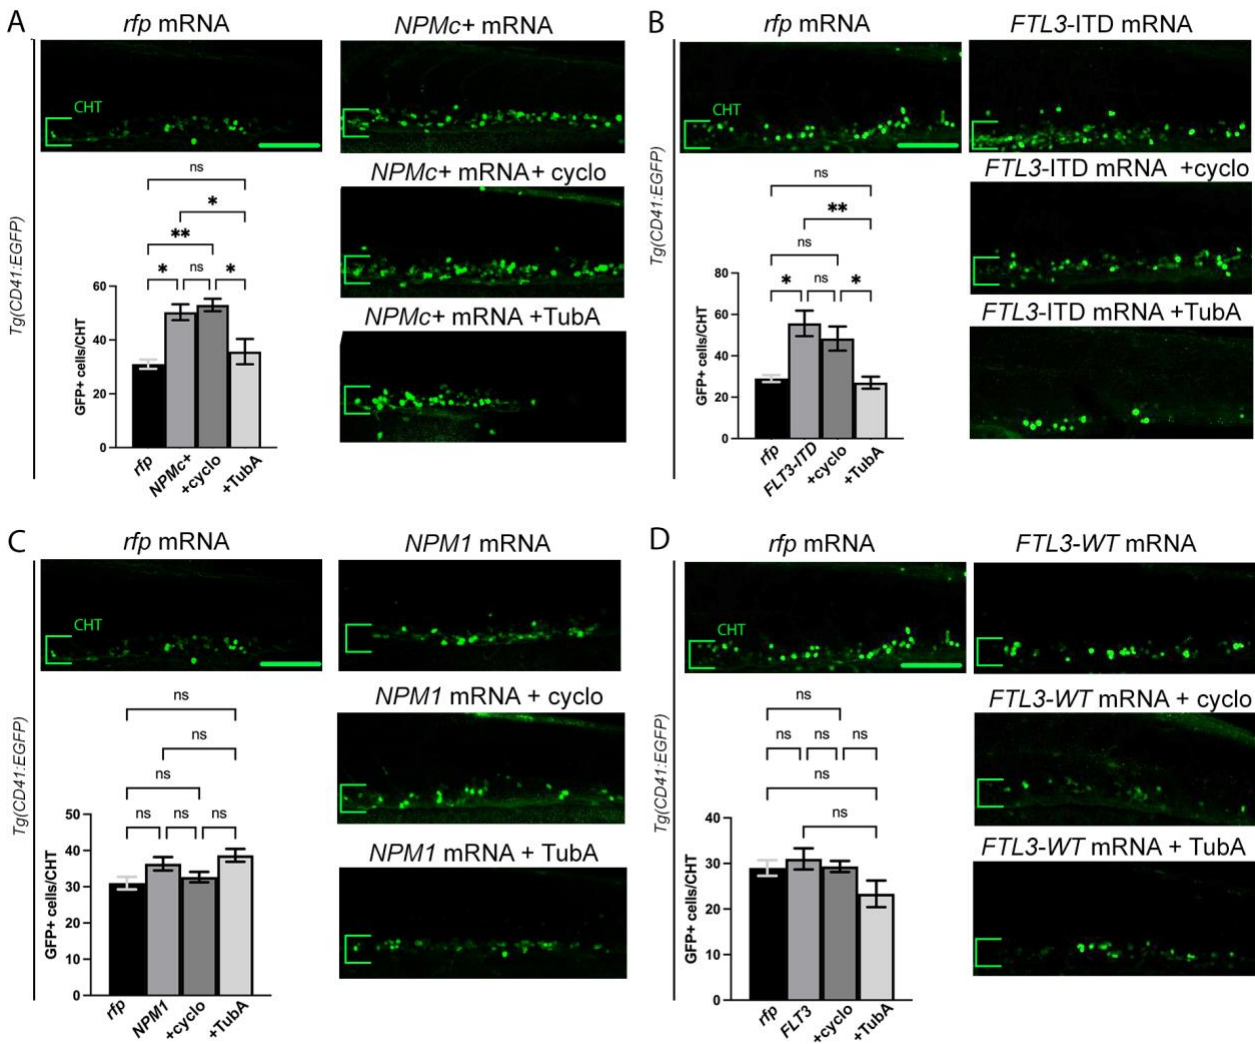 A
rfp mRNA
NPMc+ mRNA
CHT
NPMc+ mRNA+ cyclo
NPMc+ mRNA +TubA
Tg(CD41:EGFP)
ns
*
**
* ns *
GFP+ cells/CHT
60
40
20
0
rfp
NPMc+
+cyclo
+TubA
B
rfp mRNA
FTL3-ITD mRNA
CHT
FTL3-ITD mRNA +cyclo
FTL3-ITD mRNA +TubA
Tg(CD41:EGFP)
ns
**
ns
* ns *
GFP+ cells/CHT
80
60
40
20
0
rfp
FLT3-ITD
+cyclo
+TubA
C
rfp mRNA
NPM1 mRNA
CHT
NPM1 mRNA + cyclo
NPM1 mRNA + TubA
Tg(CD41:EGFP)
ns
ns
ns
ns ns ns
GFP+ cells/CHT
50
40
30
20
10
0
rfp
NPM1
+cyclo
+TubA
D
rfp mRNA
FTL3-WT mRNA
CHT
FTL3-WT mRNA + cyclo
FTL3-WT mRNA + TubA
Tg(CD41:EGFP)
ns
ns ns ns
ns
ns
GFP+ cells/CHT
40
30
20
10
0
rfp
FLT3
+cyclo
+TubA